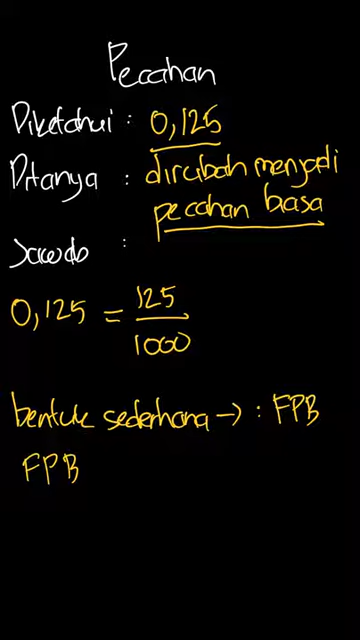 Pecahan
Diketahui : 0,125
Ditanya : dirubah menjadi
pecahan biasa
Jawab :
0,125 = 125/1000
bentuk sederhana → : FPB
FPB